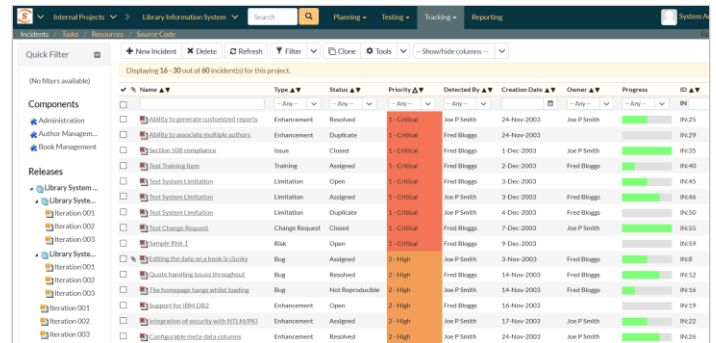 Internal Projects Library Information System Search Planning Testing Tracking Reporting System A
Incidents / Tasks / Resources / Source Code
Quick Filter New Incident Delete Refresh Filter Clone Tools --Show/hide columns --
Displaying 16 - 30 out of 60 incident(s) for this project.
(No filters available)
Name Type Status Priority Detected By Creation Date Owner Progress ID
Components -- Any -- -- Any -- -- Any -- -- Any -- -- Any -- -- Any -- IN
Administration
Author Managem...
Book Management
Releases
Library System ...
Library Syste...
Iteration 001
Iteration 002
Iteration 003
Library Syste...
Iteration 001
Iteration 002
Iteration 003
Iteration 001
Iteration 002
Iteration 003
Ability to generate customized reports Enhancement Resolved 1 - Critical Joe P Smith 24-Nov-2003 Joe P Smith IN:25
Ability to associate multiple authors Enhancement Duplicate 1 - Critical Fred Bloggs 24-Nov-2003 IN:29
Section 508 compliance Issue Closed 1 - Critical Joe P Smith 1-Dec-2003 Joe P Smith IN:35
Test Training Item Training Assigned 1 - Critical Fred Bloggs 2-Dec-2003 Fred Bloggs IN:40
Test System Limitation Limitation Open 1 - Critical Fred Bloggs 3-Dec-2003 IN:45
Test System Limitation Limitation Assigned 1 - Critical Joe P Smith 3-Dec-2003 Fred Bloggs IN:46
Test System Limitation Limitation Duplicate 1 - Critical Joe P Smith 4-Dec-2003 Fred Bloggs IN:50
Test Change Request Change Request Closed 1 - Critical Fred Bloggs 7-Dec-2003 Joe P Smith IN:55
Sample Risk 1 Risk Open 1 - Critical Fred Bloggs 9-Dec-2003 IN:59
Editing the date on a book is clunky Bug Assigned 2 - High Joe P Smith 3-Nov-2003 Fred Bloggs IN:8
Quote handling issues throughout Bug Resolved 2 - High Fred Bloggs 14-Nov-2003 Joe P Smith IN:12
The homepage hangs whilst loading Bug Not Reproducible 2 - High Joe P Smith 14-Nov-2003 Fred Bloggs IN:14
Support for IBM DB2 Enhancement Open 2 - High Fred Bloggs 16-Nov-2003 IN:19
Integration of security with NTLM/PKI Enhancement Assigned 2 - High Joe P Smith 17-Nov-2003 Joe P Smith IN:22
Configurable meta-data columns Enhancement Resolved 2 - High Joe P Smith 24-Nov-2003 Joe P Smith IN:26